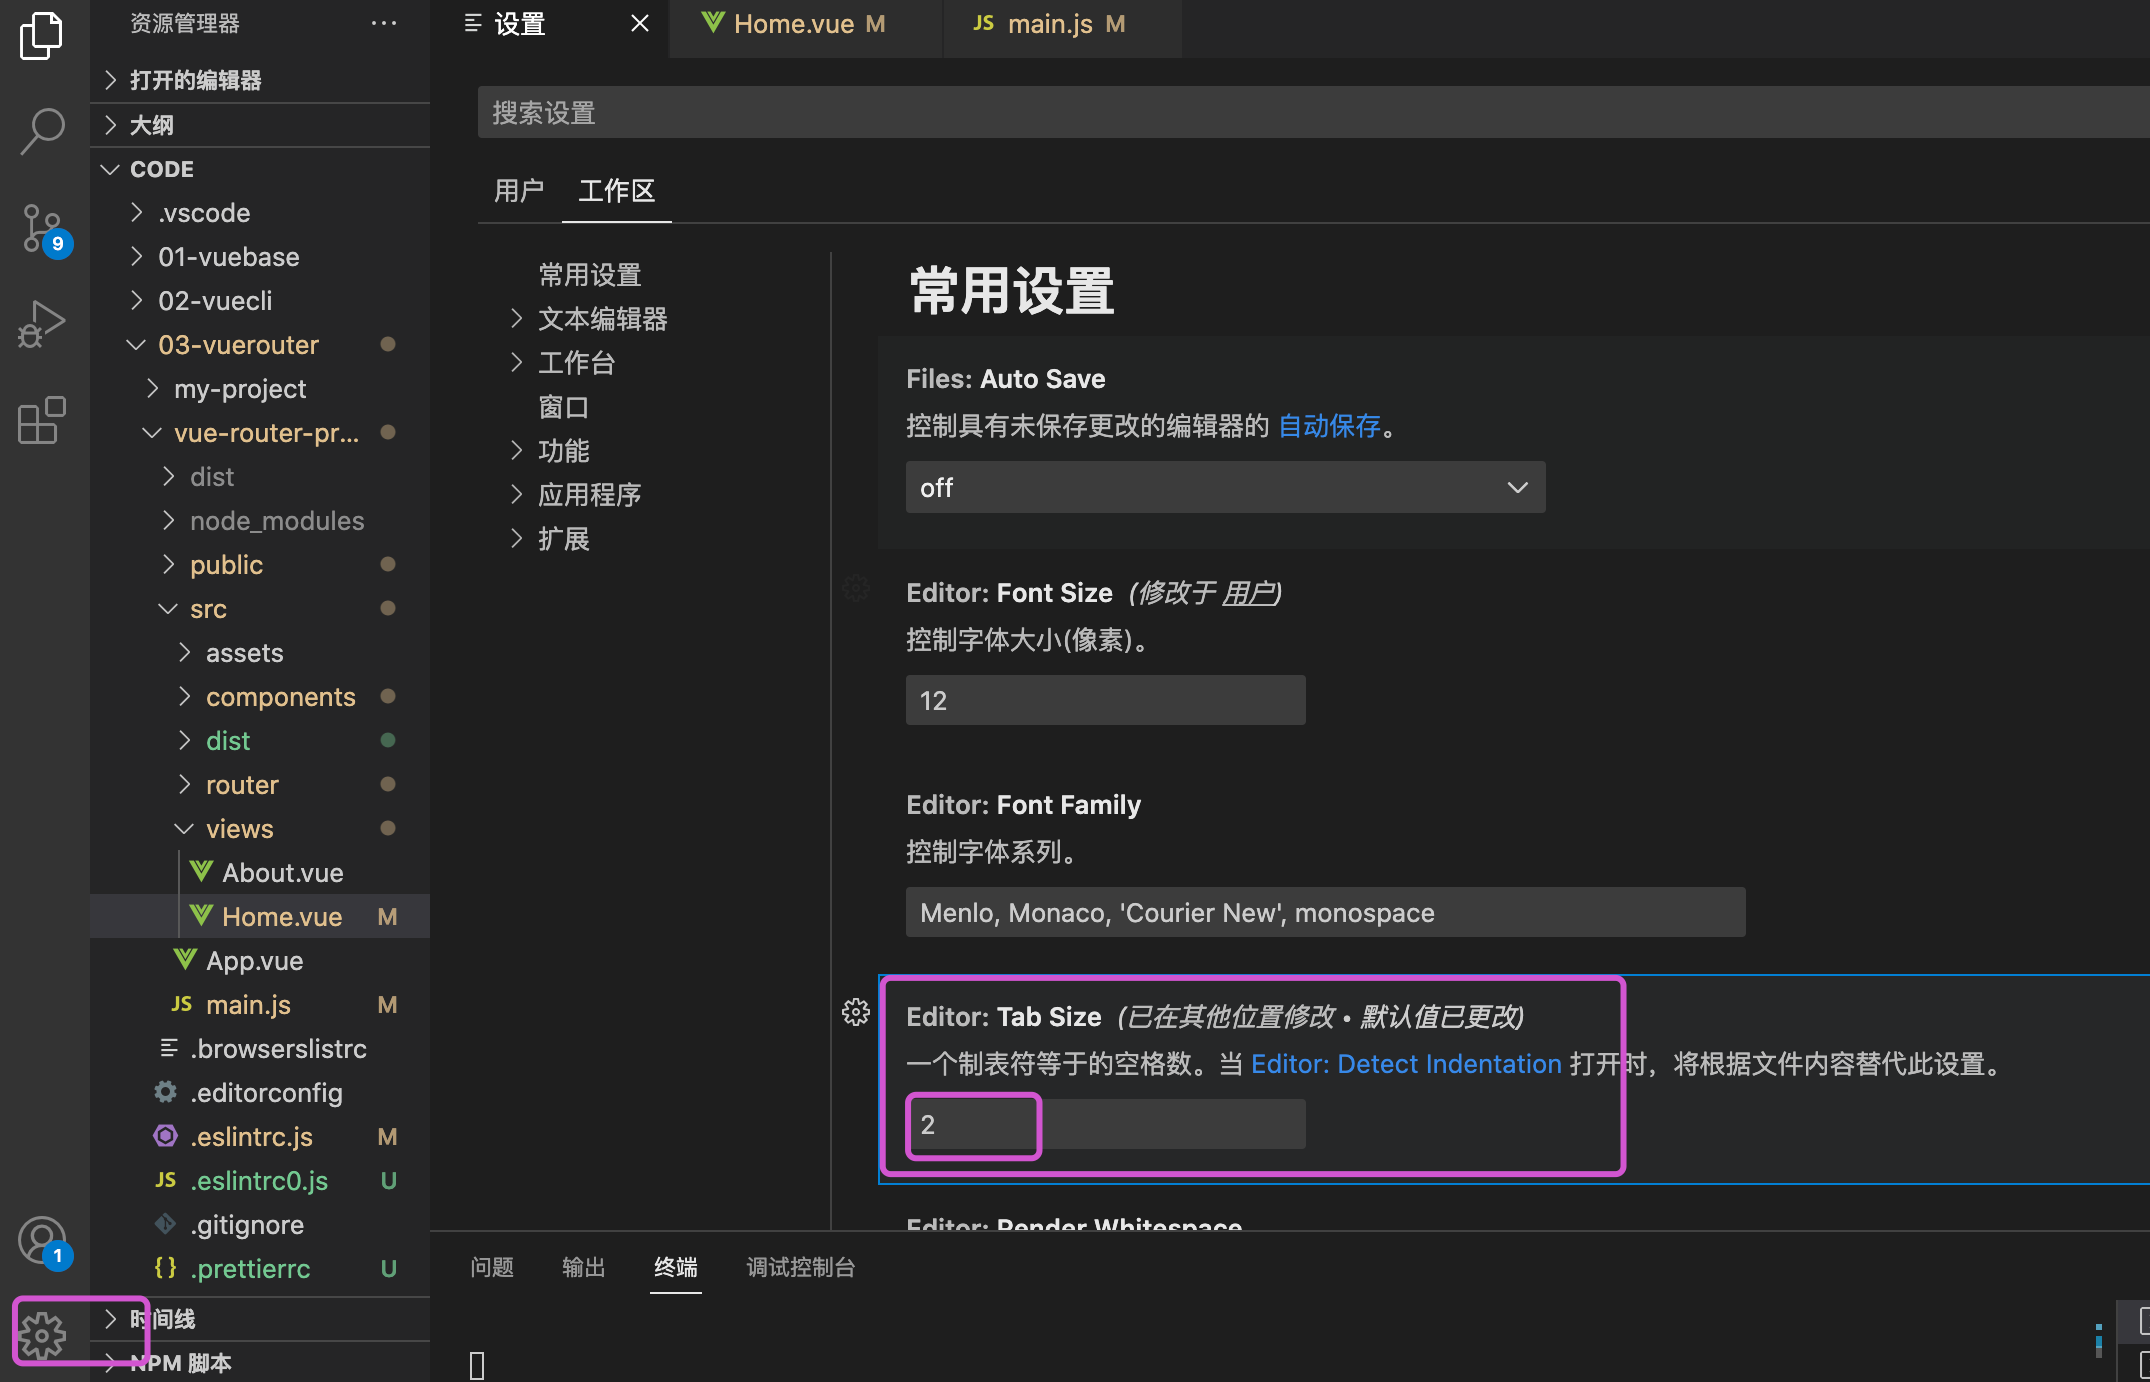 资源管理器
打开的编辑器
大纲
CODE
.vscode
01-vuebase
02-vuecli
03-vuerouter
my-project
vue-router-pr...
dist
node_modules
public
src
assets
components
dist
router
views
About.vue
Home.vue M
App.vue
JS main.js M
.browserslistrc
.editorconfig
.eslintrc.js M
JS .eslintrc0.js U
.gitignore
{} .prettierrc U
时间线
NPM 脚本
9
1
设置
Home.vue M
JS main.js M
搜索设置
用户 工作区
常用设置
文本编辑器
工作台
窗口
功能
应用程序
扩展
常用设置
Files: Auto Save
控制具有未保存更改的编辑器的 自动保存。
off
Editor: Font Size (修改于 用户)
控制字体大小(像素)。
12
Editor: Font Family
控制字体系列。
Menlo, Monaco, 'Courier New', monospace
Editor: Tab Size (已在其他位置修改 • 默认值已更改)
一个制表符等于的空格数。当 Editor: Detect Indentation 打开时，将根据文件内容替代此设置。
2
Editor: Render Whitespace
问题 输出 终端 调试控制台